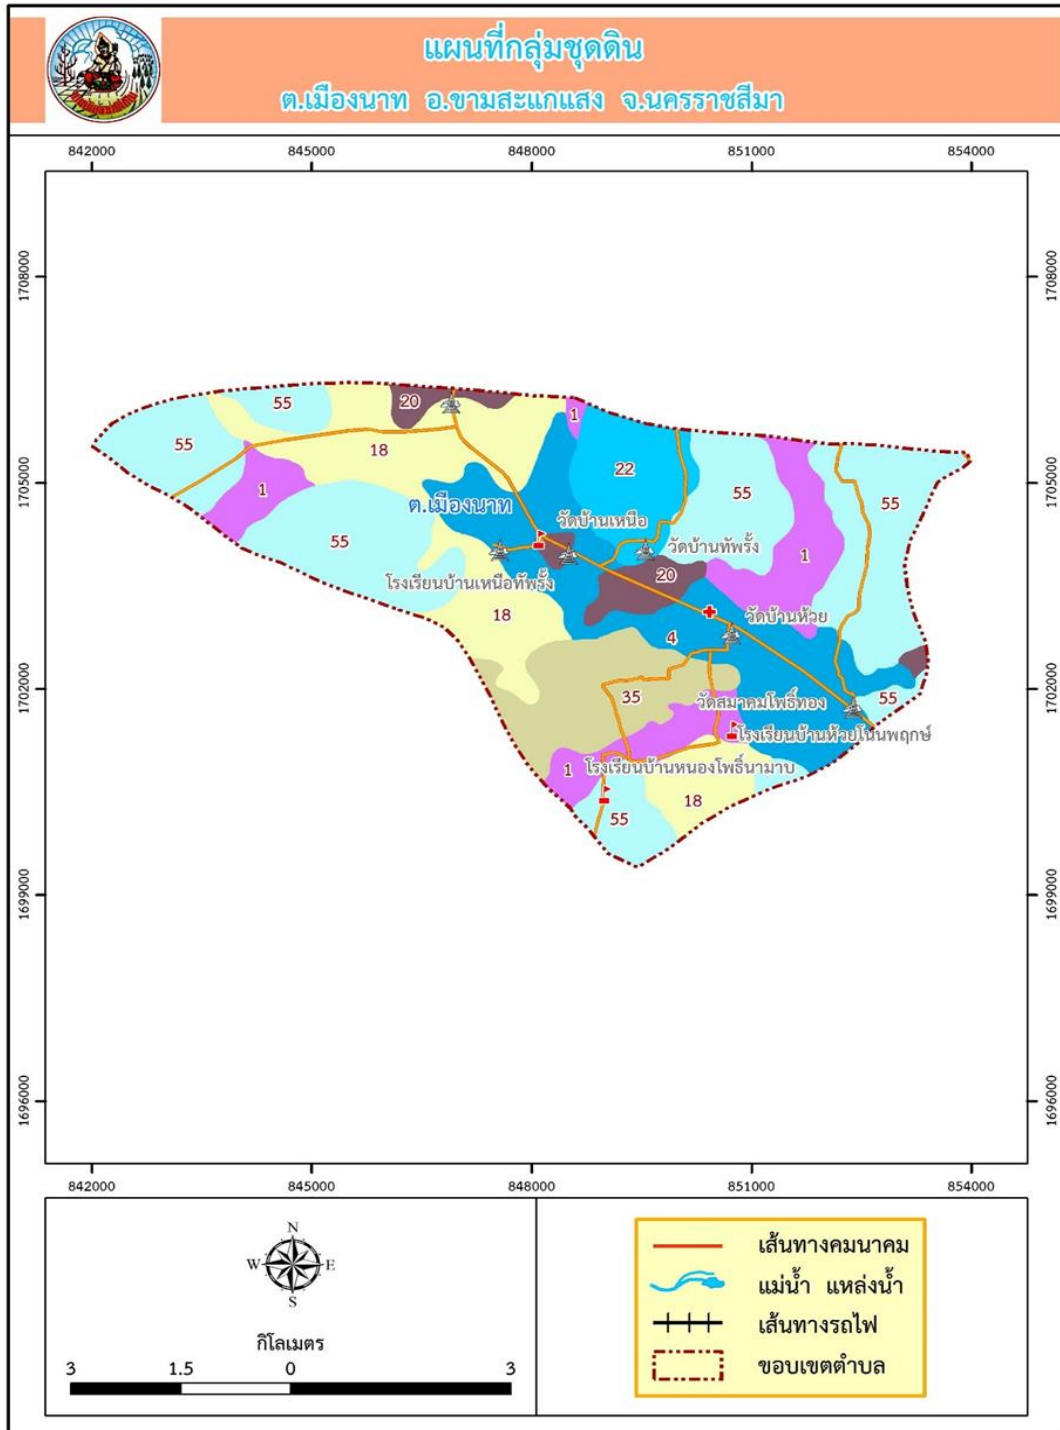 แผนที่กลุ่มชุดดิน
ต.เมืองนาท อ.ขามสะแกแสง จ.นครราชสีมา
842000 845000 848000 851000 854000
1708000 1708000
55
20
1
55
18
22
1705000 1705000
1
55
55
ต.เมืองนาท
วัดบ้านเหนือ
55
วัดบ้านทัพรั้ง
1
โรงเรียนบ้านเหนือทัพรั้ง
20
18
วัดบ้านห้วย
4
1702000 1702000
35
55
วัดสมาคมโพธิ์ทอง
โรงเรียนบ้านห้วยโนนพฤกษ์
1
โรงเรียนบ้านหนองโพธิ์นามาบ
18
55
1699000 1699000
1696000 1696000
842000 845000 848000 851000 854000
N
W E
S
กิโลเมตร
3 1.5 0 3
เส้นทางคมนาคม
แม่น้ำ แหล่งน้ำ
เส้นทางรถไฟ
ขอบเขตตำบล